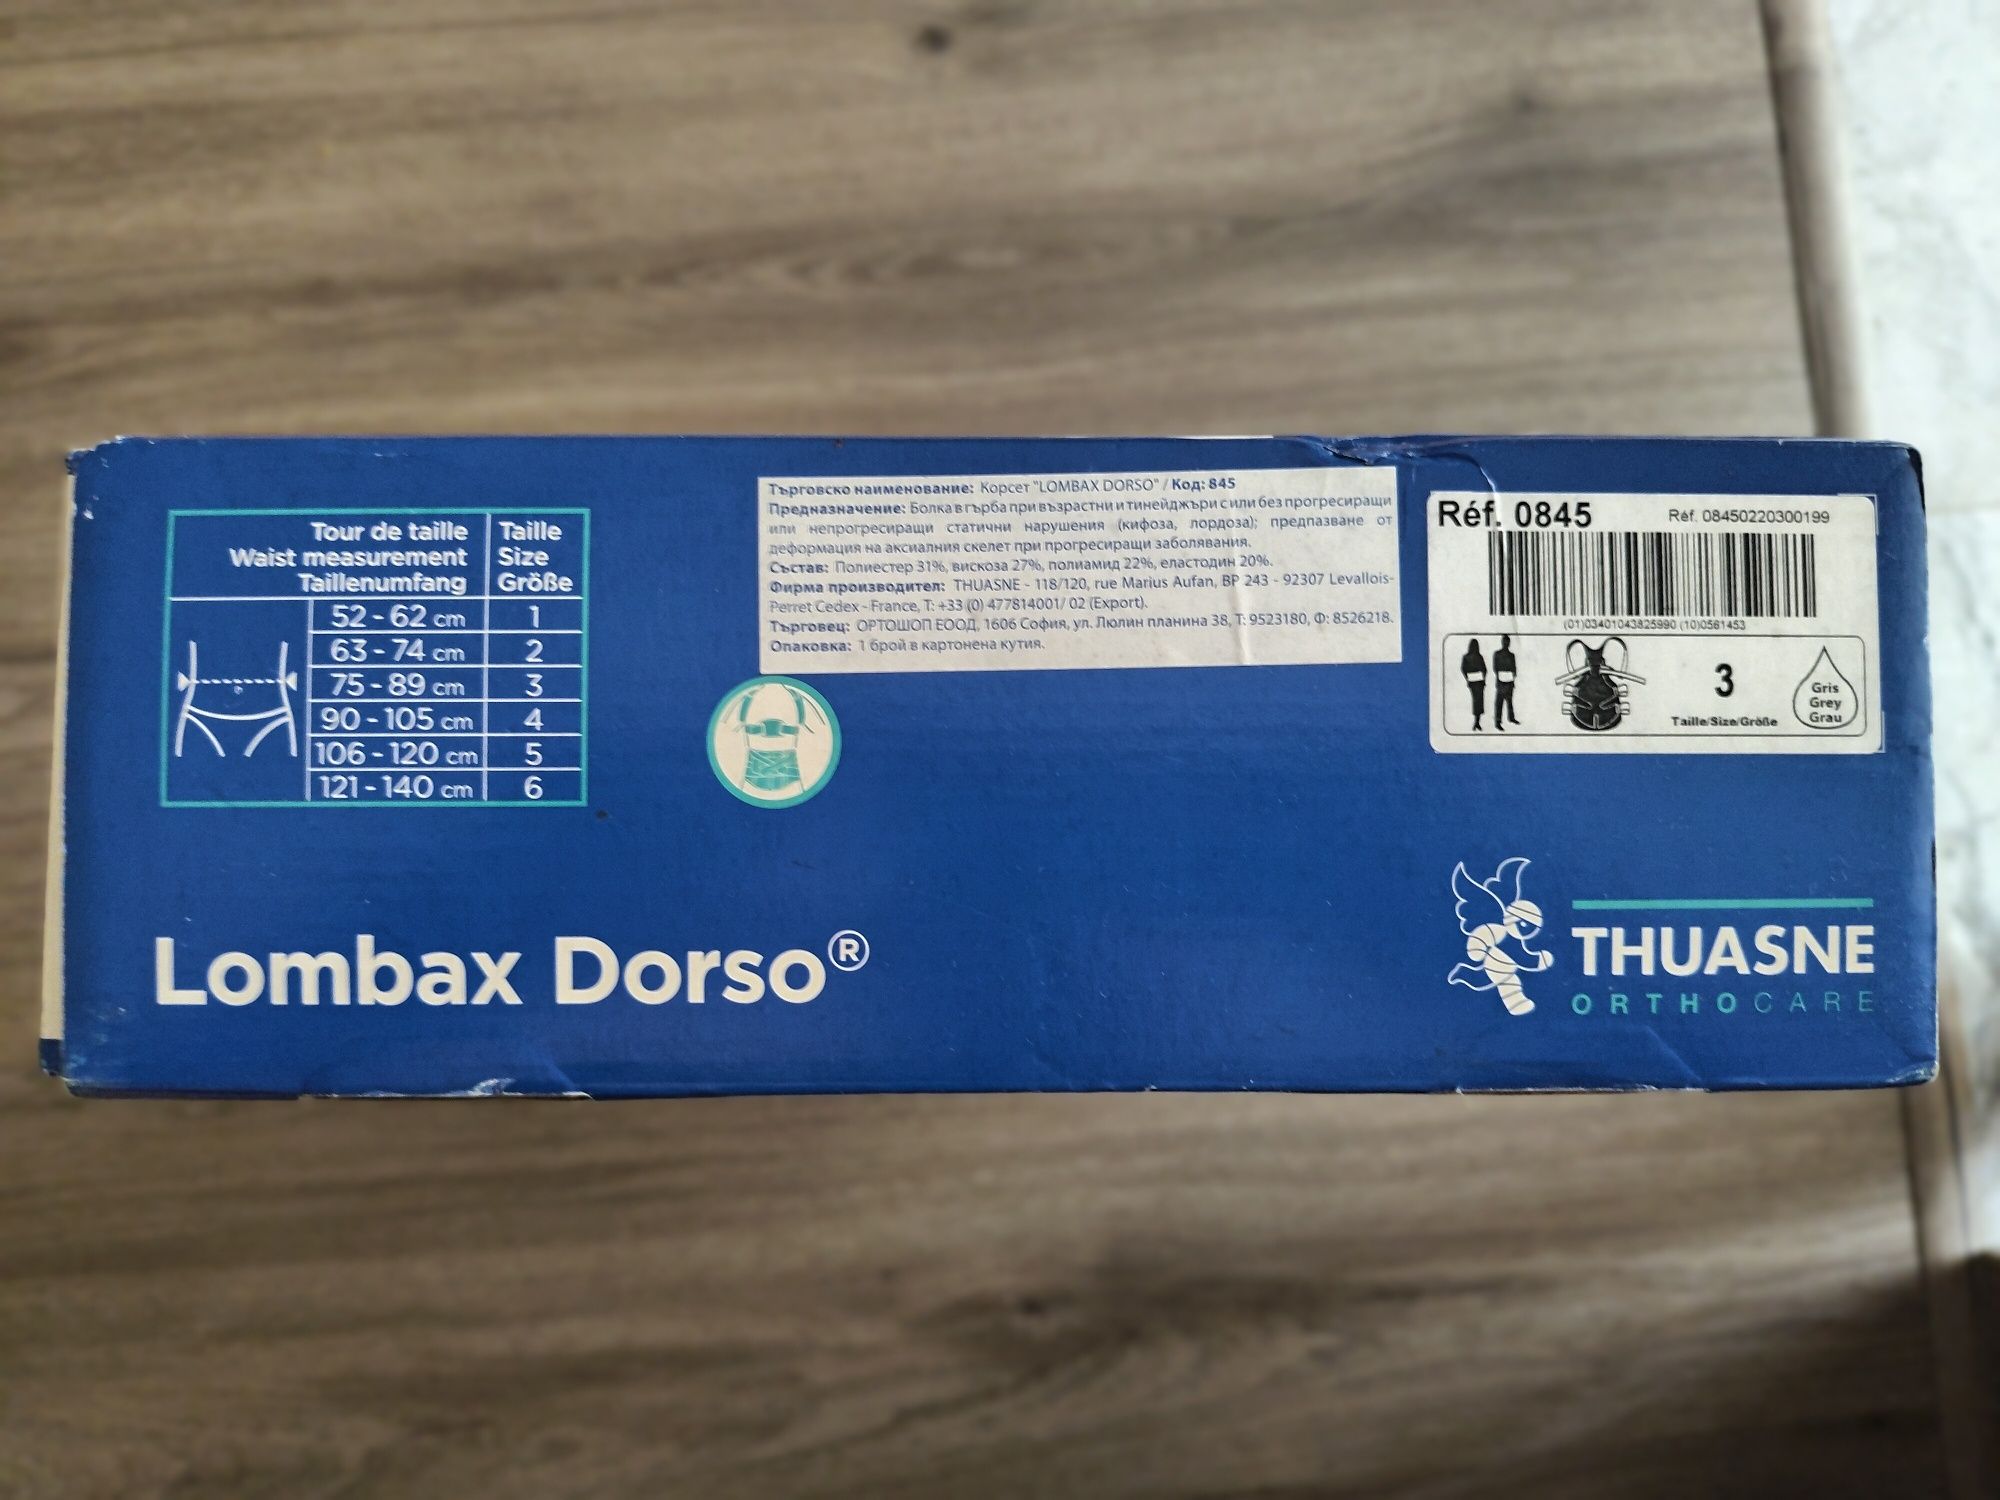 Tour de taille
Waist measurement
Taillenumfang
Taille
Size
Größe
52 - 62 cm 1
63 - 74 cm 2
75 - 89 cm 3
90 - 105 cm 4
106 - 120 cm 5
121 - 140 cm 6
Търговско наименование: Корсет "LOMBAX DORSO" / Код: 845
Предназначение: Болка в гърба при възрастни и тинейджъри с или без прогресиращи
или непрогресиращи статични нарушения (кифоза, лордоза); предпазване от
деформация на аксиалния скелет при прогресиращи заболявания.
Състав: Полиестер 31%, вискоза 27%, полиамид 22%, еластодин 20%.
Фирма производител: THUASNE - 118/120, rue Marius Aufan, BP 243 - 92307 Levallois-
Perret Cedex - France, T: +33 (0) 477814001/ 02 (Export).
Търговец: ОРТОШОП ЕООД, 1606 София, ул. Люлин планина 38, Т: 9523180, Ф: 8526218.
Опаковка: 1 брой в картонена кутия.
Réf. 0845
Réf. 08450220300199
(01)03401043825990 (10)0561453
3
Taille/Size/Größe
Gris
Grey
Grau
Lombax Dorso®
THUASNE
ORTHOCARE